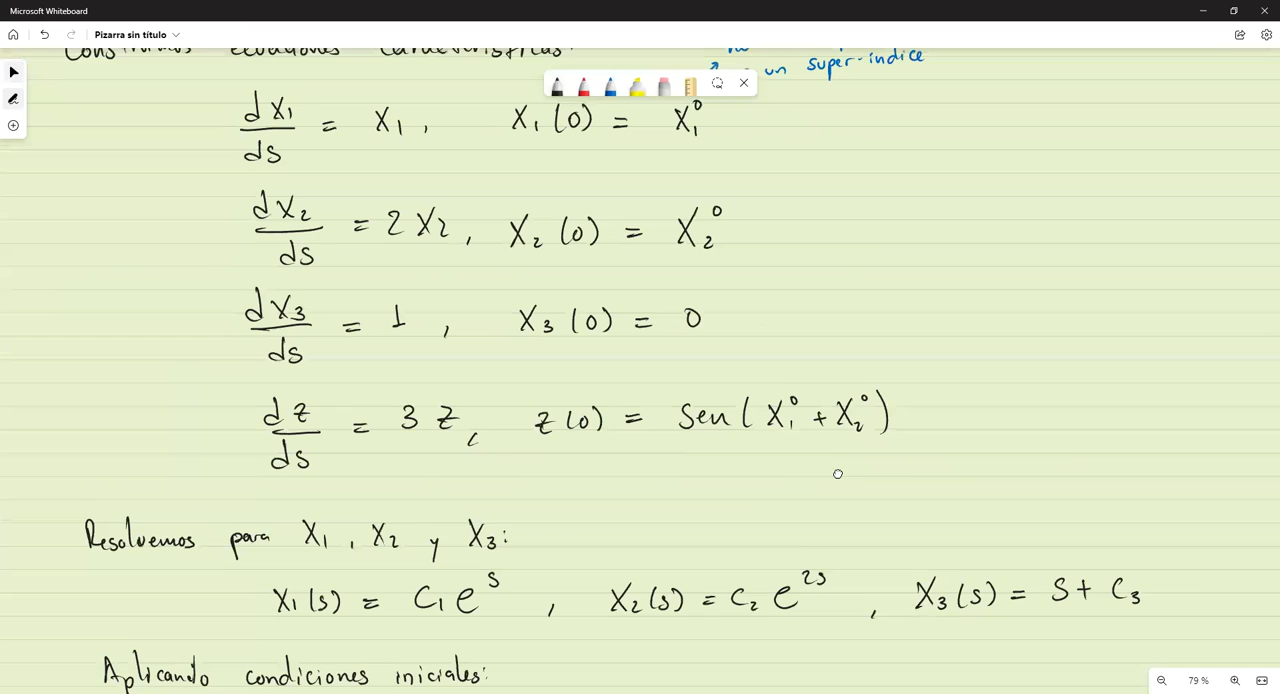 Microsoft Whiteboard
Pizarra sin título
ecuaciones características:
un super-índice
dX₁/ds = X₁, X₁(0) = X₁⁰
dX₂/ds = 2X₂, X₂(0) = X₂⁰
dX₃/ds = 1, X₃(0) = 0
dz/ds = 3z, z(0) = Sen(X₁⁰ + X₂⁰)
Resolvemos para X₁, X₂ y X₃:
X₁(s) = C₁e^s, X₂(s) = C₂e^2s, X₃(s) = S + C₃
Aplicando condiciones iniciales:
79 %